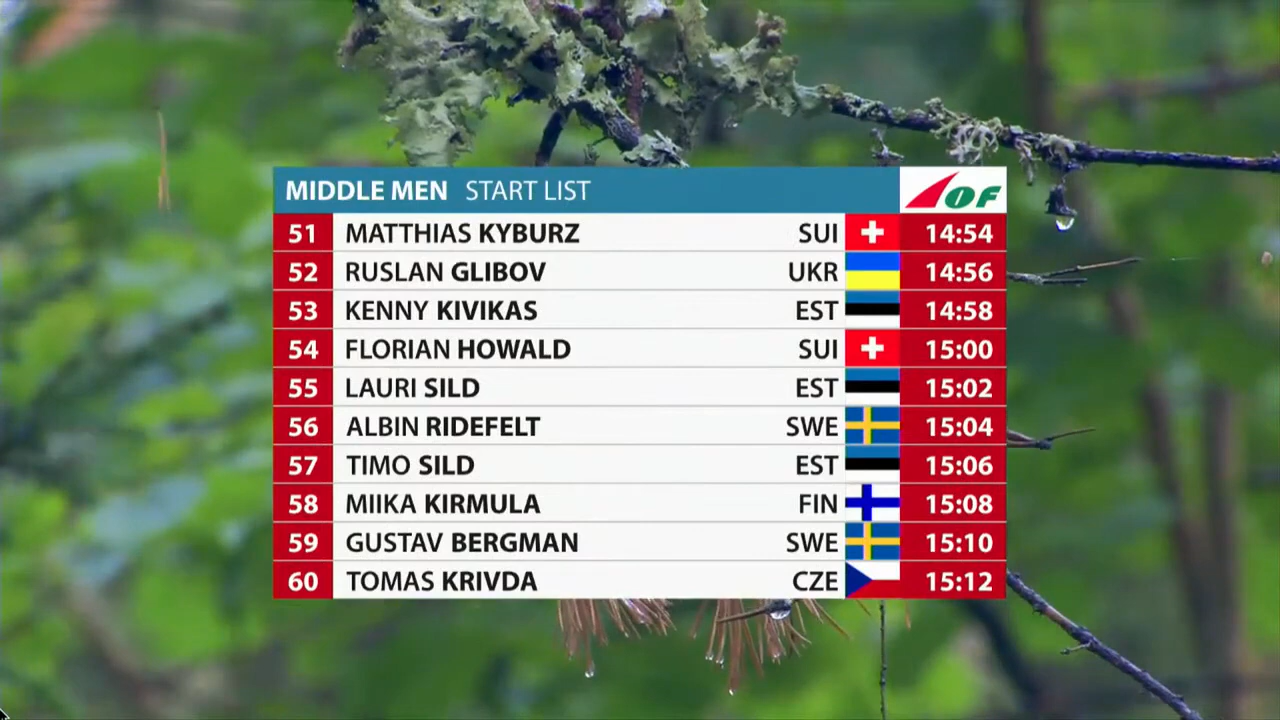 MIDDLE MEN START LIST IOF
51 MATTHIAS KYBURZ SUI 14:54
52 RUSLAN GLIBOV UKR 14:56
53 KENNY KIVIKAS EST 14:58
54 FLORIAN HOWALD SUI 15:00
55 LAURI SILD EST 15:02
56 ALBIN RIDEFELT SWE 15:04
57 TIMO SILD EST 15:06
58 MIIKA KIRMULA FIN 15:08
59 GUSTAV BERGMAN SWE 15:10
60 TOMAS KRIVDA CZE 15:12